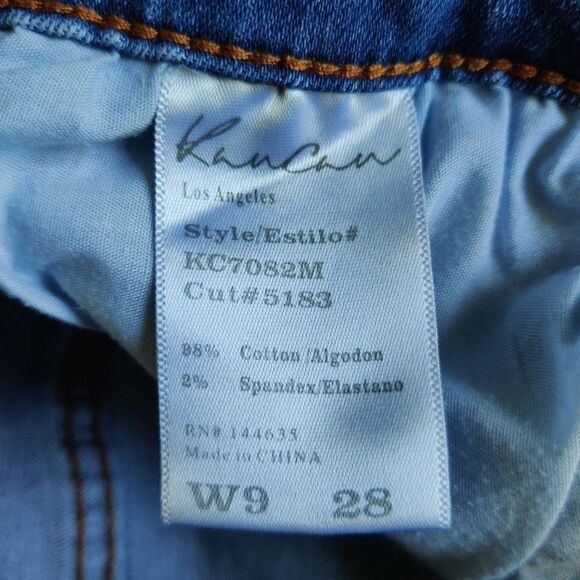 KanCan
Los Angeles
Style/Estilo#
KC7082M
Cut#5183
98% Cotton/Algodon
2% Spandex/Elastano
RN# 144635
Made in CHINA
W9 28